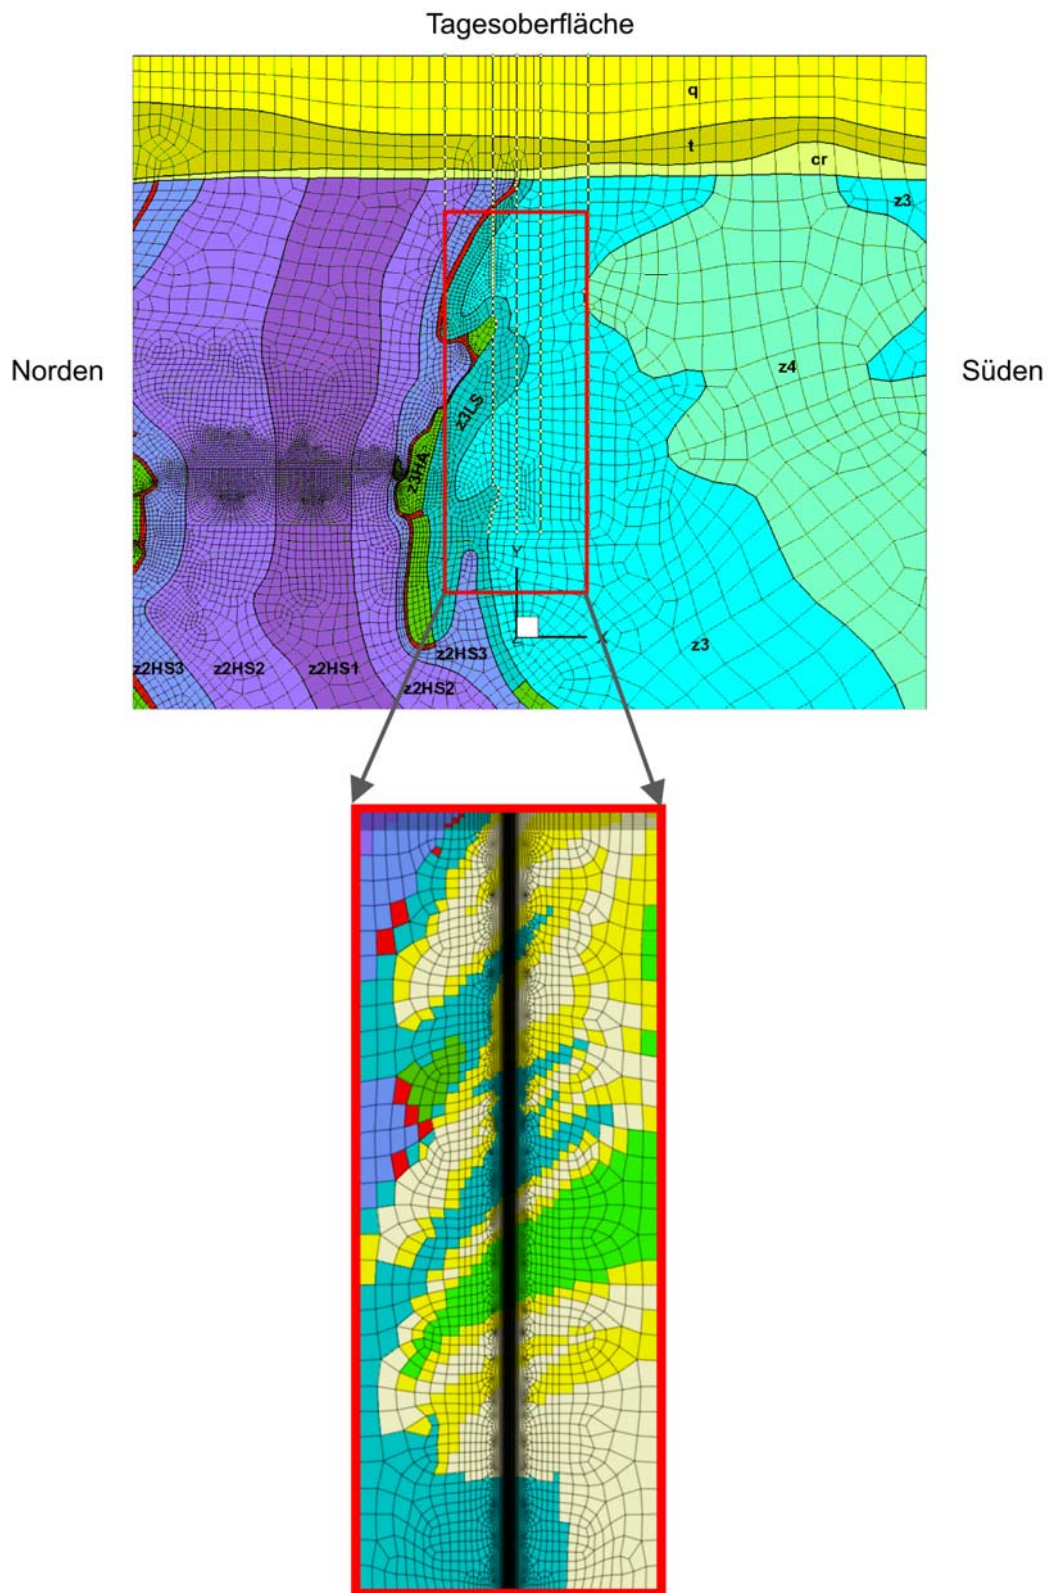 Tagesoberfläche
q
t
cr
z3
Norden
z4
Süden
z3LS
z3HA
Y
X
z3
z2HS3
z2HS2
z2HS1
z2HS3
z2HS2